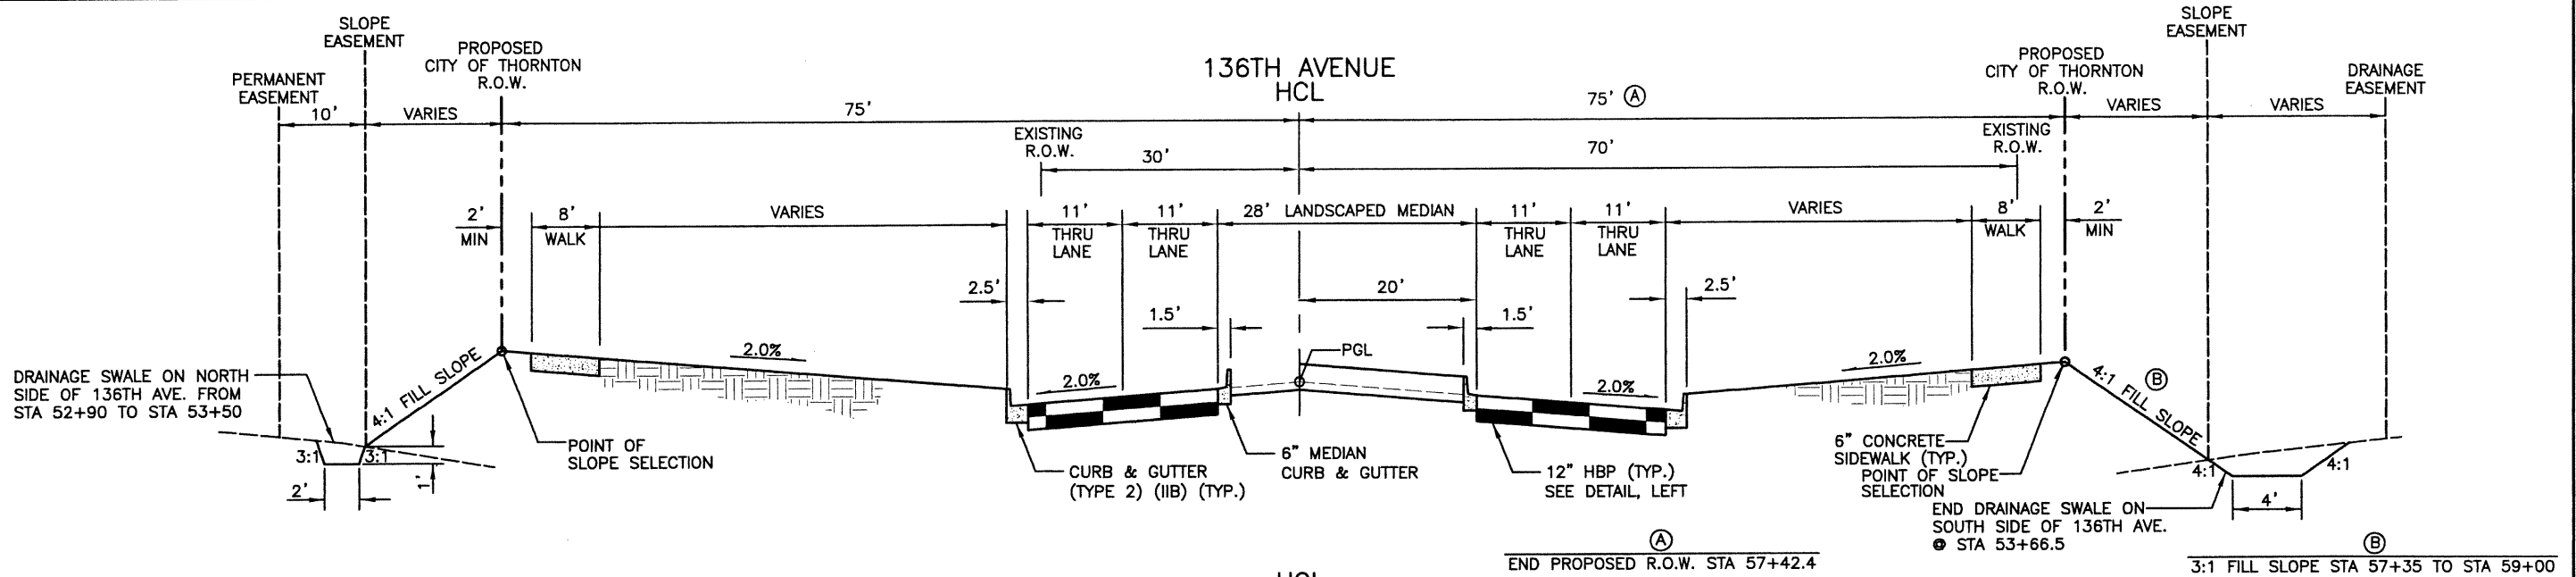 SLOPE
EASEMENT
PROPOSED
CITY OF THORNTON
R.O.W.
PERMANENT
EASEMENT
136TH AVENUE
HCL
SLOPE
EASEMENT
PROPOSED
CITY OF THORNTON
R.O.W.
DRAINAGE
EASEMENT
10'
VARIES
75'
75' Ⓐ
VARIES
VARIES
EXISTING
R.O.W.
30'
70'
EXISTING
R.O.W.
2'
MIN
8'
WALK
VARIES
11'
THRU
LANE
11'
THRU
LANE
28' LANDSCAPED MEDIAN
11'
THRU
LANE
11'
THRU
LANE
VARIES
8'
WALK
2'
MIN
2.5'
1.5'
20'
1.5'
2.5'
PGL
2.0%
2.0%
2.0%
2.0%
DRAINAGE SWALE ON NORTH
SIDE OF 136TH AVE. FROM
STA 52+90 TO STA 53+50
4:1 FILL SLOPE
3:1
3:1
1'
2'
POINT OF
SLOPE SELECTION
CURB & GUTTER
(TYPE 2) (IIB) (TYP.)
6" MEDIAN
CURB & GUTTER
12" HBP (TYP.)
SEE DETAIL, LEFT
6" CONCRETE
SIDEWALK (TYP.)
POINT OF SLOPE
SELECTION
4:1 FILL SLOPE
Ⓑ
4:1
4:1
4'
END DRAINAGE SWALE ON
SOUTH SIDE OF 136TH AVE.
@ STA 53+66.5
Ⓐ
END PROPOSED R.O.W. STA 57+42.4
Ⓑ
3:1 FILL SLOPE STA 57+35 TO STA 59+00
HCL